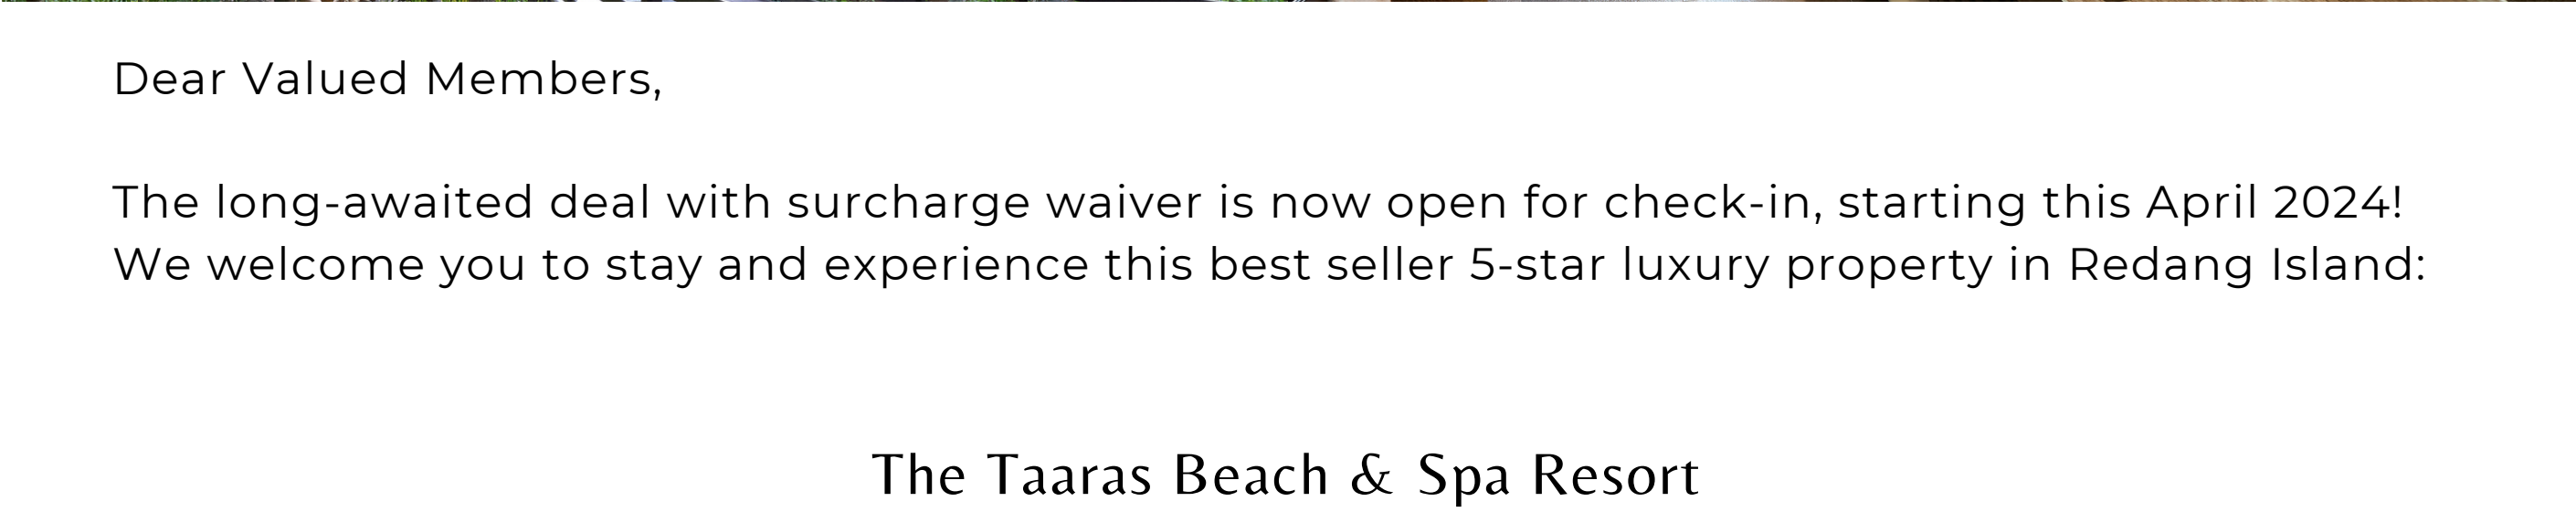 Dear Valued Members,
The long-awaited deal with surcharge waiver is now open for check-in, starting this April 2024!
We welcome you to stay and experience this best seller 5-star luxury property in Redang Island:
The Taaras Beach & Spa Resort